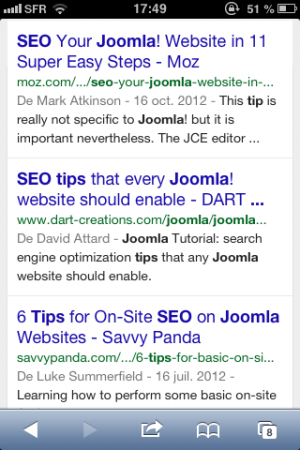 SFR 17:49 51 %
SEO Your Joomla! Website in 11
Super Easy Steps - Moz
moz.com/.../seo-your-joomla-website-in-...
De Mark Atkinson - 16 oct. 2012 - This tip is
really not specific to Joomla! but it is
important nevertheless. The JCE editor ...
SEO tips that every Joomla!
website should enable - DART ...
www.dart-creations.com/joomla/joomla...
De David Attard - Joomla Tutorial: search
engine optimization tips that any Joomla
website should enable.
6 Tips for On-Site SEO on Joomla
Websites - Savvy Panda
savvypanda.com/.../6-tips-for-basic-on-si...
De Luke Summerfield - 16 juil. 2012 -
Learning how to perform some basic on-site
8